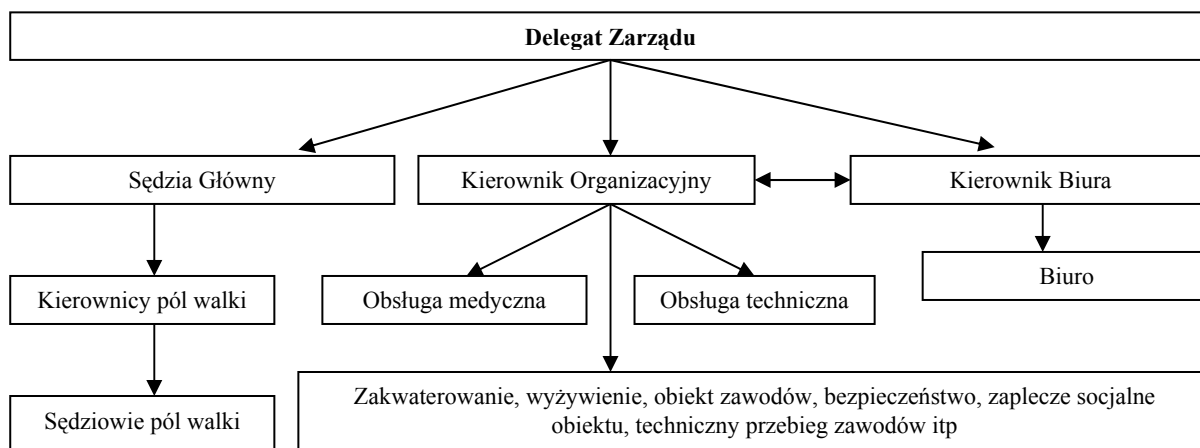 Delegat Zarządu
Sędzia Główny
Kierownik Organizacyjny
Kierownik Biura
Kierownicy pól walki
Obsługa medyczna
Obsługa techniczna
Biuro
Sędziowie pól walki
Zakwaterowanie, wyżywienie, obiekt zawodów, bezpieczeństwo, zaplecze socjalne
obiektu, techniczny przebieg zawodów itp